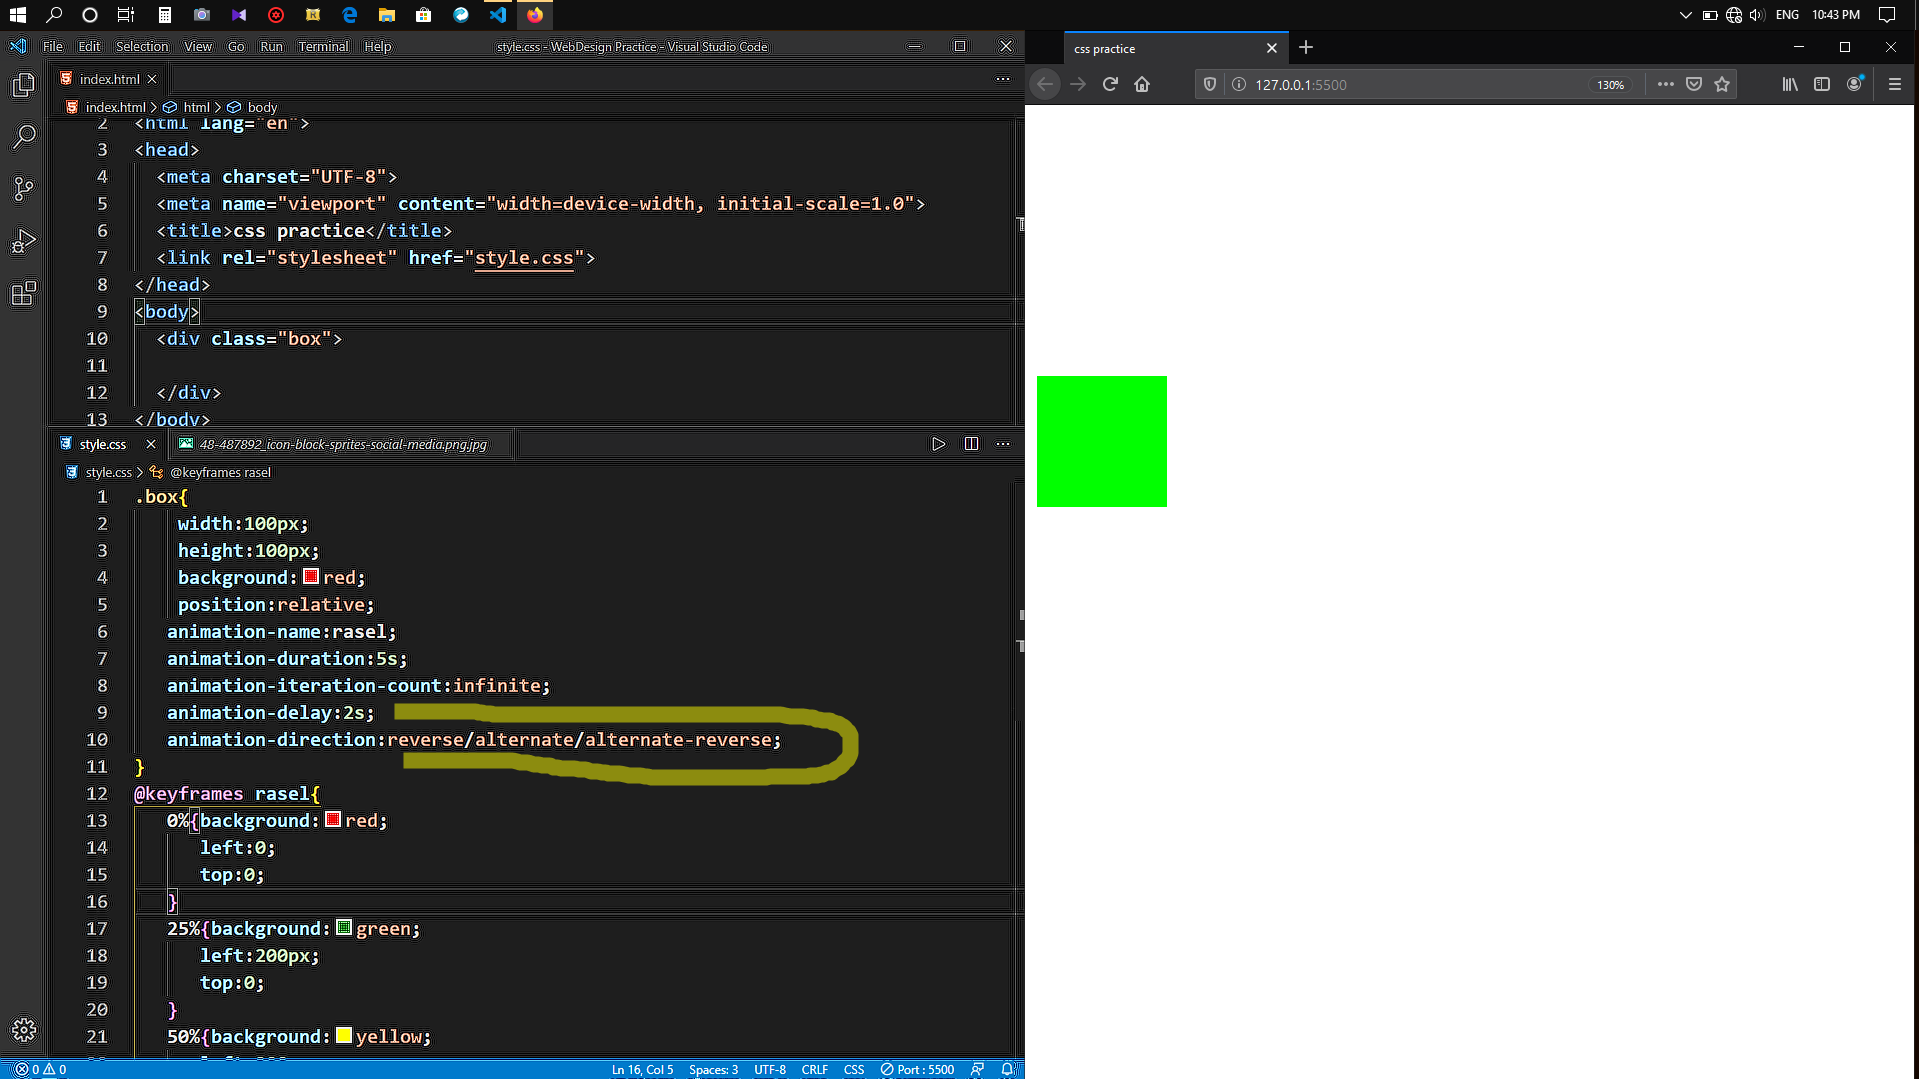 ENG 10:43 PM
File Edit Selection View Go Run Terminal Help style.css - WebDesign Practice - Visual Studio Code
index.html
index.html > html > body
2 <html lang="en">
3 <head>
4 <meta charset="UTF-8">
5 <meta name="viewport" content="width=device-width, initial-scale=1.0">
6 <title>css practice</title>
7 <link rel="stylesheet" href="style.css">
8 </head>
9 <body>
10 <div class="box">
11
12 </div>
13 </body>
style.css 48-487892_icon-block-sprites-social-media.png.jpg
style.css > @keyframes rasel
1 .box{
2 width:100px;
3 height:100px;
4 background:red;
5 position:relative;
6 animation-name:rasel;
7 animation-duration:5s;
8 animation-iteration-count:infinite;
9 animation-delay:2s;
10 animation-direction:reverse/alternate/alternate-reverse;
11 }
12 @keyframes rasel{
13 0%{background:red;
14 left:0;
15 top:0;
16 }
17 25%{background:green;
18 left:200px;
19 top:0;
20 }
21 50%{background:yellow;
0 0 Ln 16, Col 5 Spaces: 3 UTF-8 CRLF CSS Port : 5500
css practice
127.0.0.1:5500 130%